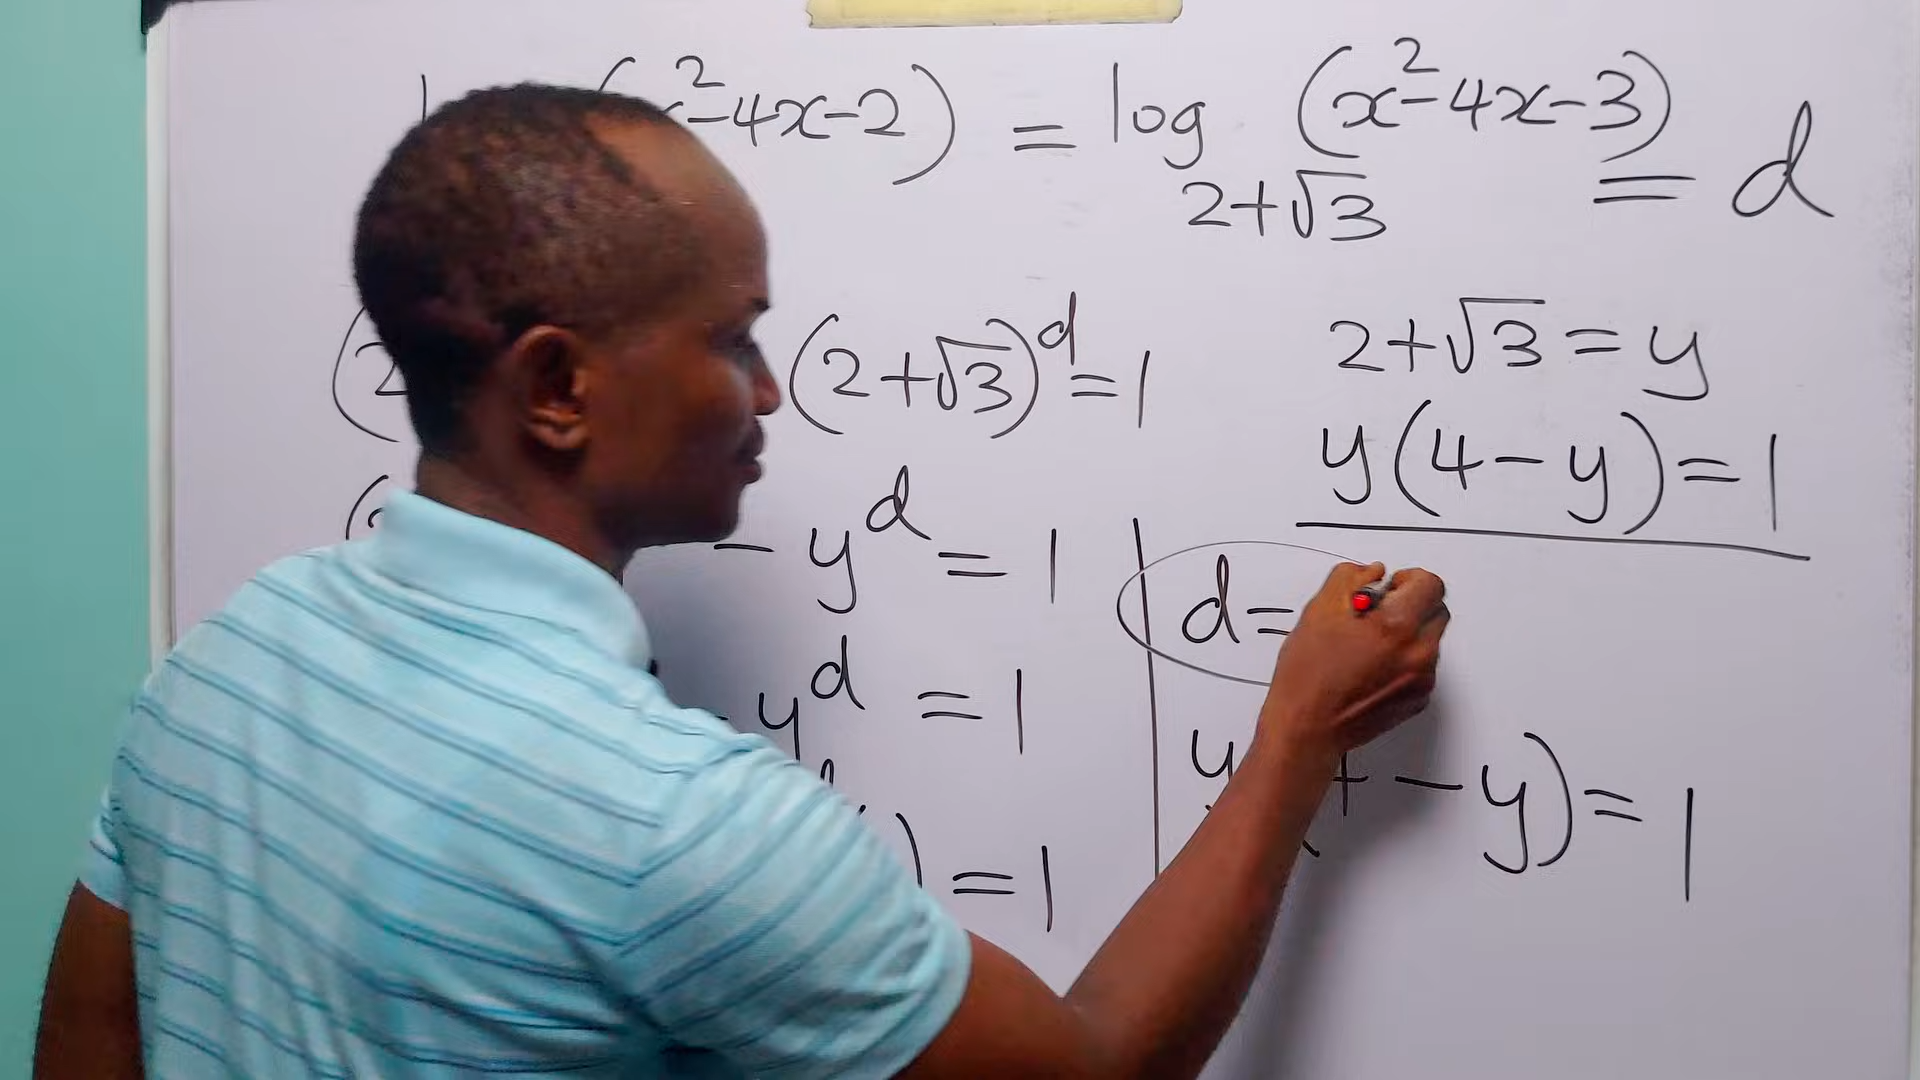 (x²-4x-2) = log 2+√3 (x²-4x-3) = d
(2 (2+√3)^d = 1
2+√3 = y
y(4-y) = 1
- y^d = 1
d=
- y^d = 1
y - y) = 1
) = 1